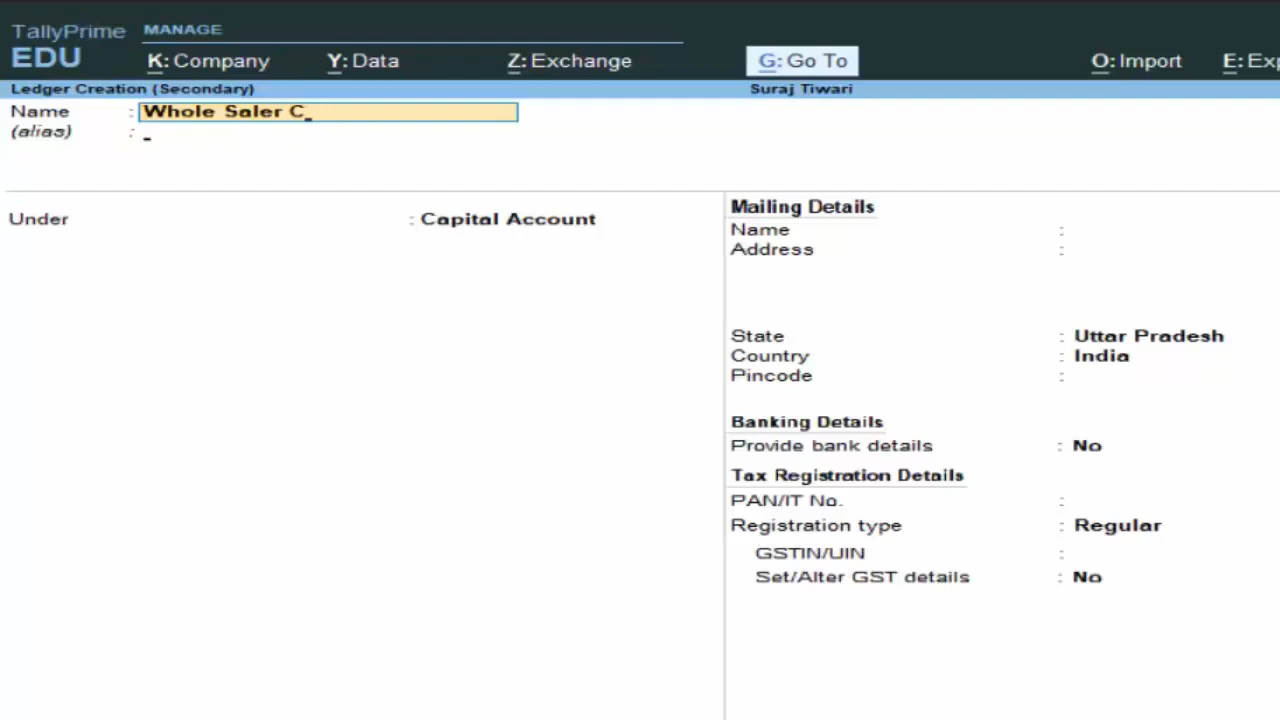 TallyPrime MANAGE
EDU K: Company Y: Data Z: Exchange G: Go To O: Import E: Exp
Ledger Creation (Secondary) Suraj Tiwari
Name : Whole Saler C
(alias) :
Under : Capital Account
Mailing Details
Name :
Address :
State : Uttar Pradesh
Country : India
Pincode :
Banking Details
Provide bank details : No
Tax Registration Details
PAN/IT No. :
Registration type : Regular
GSTIN/UIN :
Set/Alter GST details : No